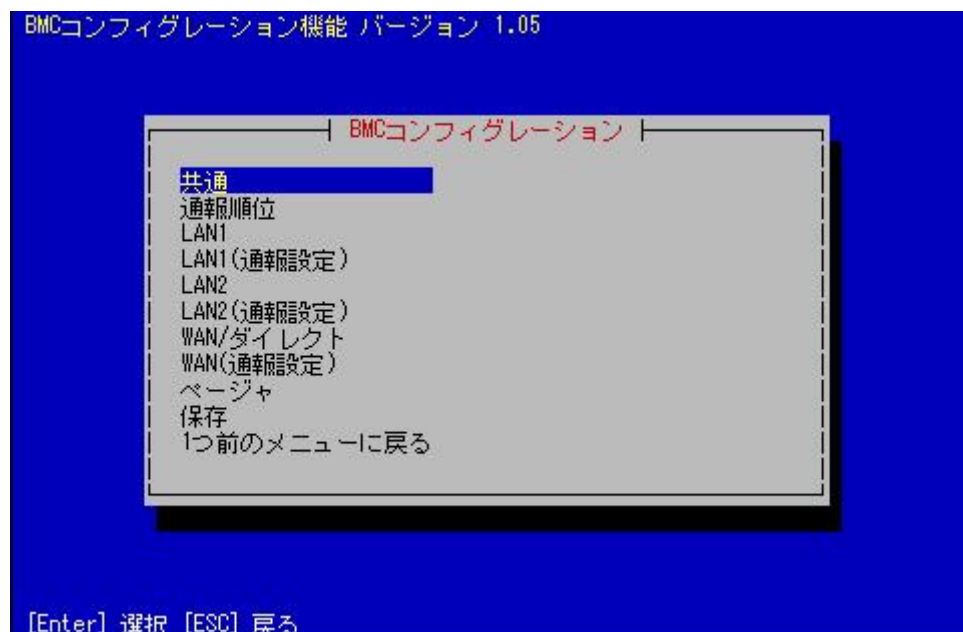 BMCコンフィグレーション機能 バージョン 1.05
BMCコンフィグレーション
共通
通報順位
LAN1
LAN1(通報設定)
LAN2
LAN2(通報設定)
WAN/ダイレクト
WAN(通報設定)
ページャ
保存
1つ前のメニューに戻る
[Enter] 選択 [ESC] 戻る